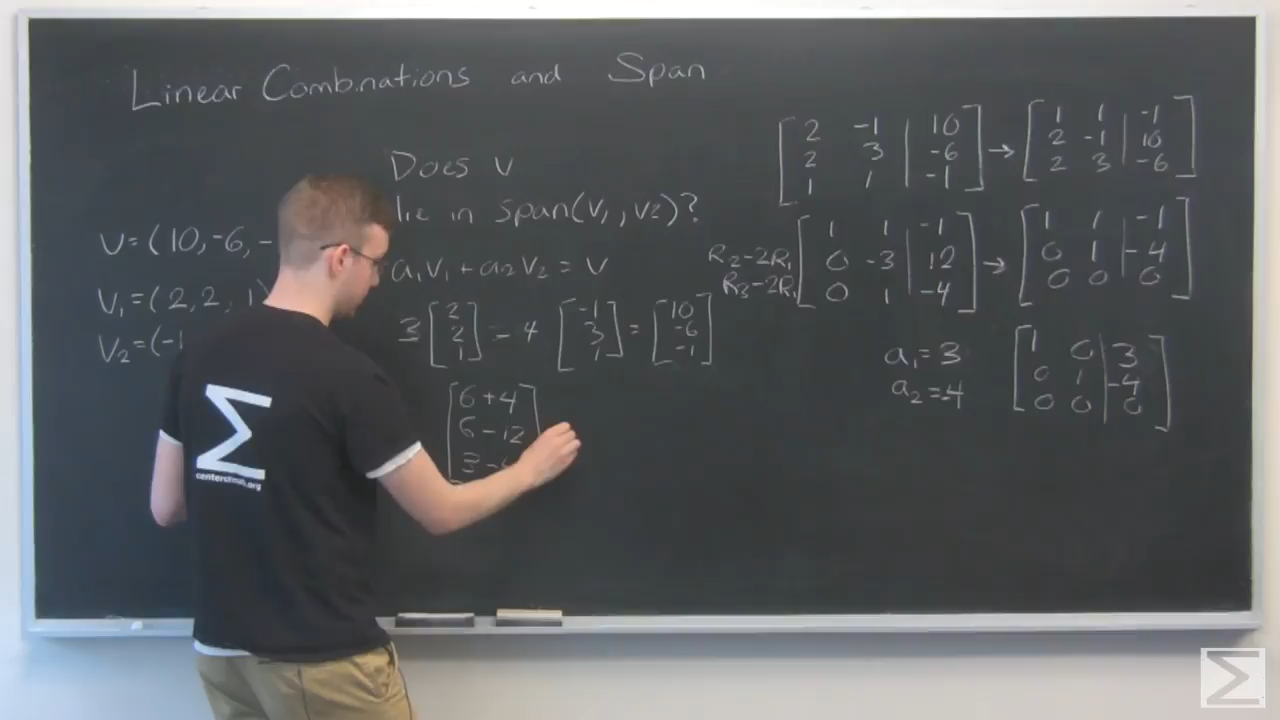 Linear Combinations and Span
Does v
lie in span(v₁, v₂)?
v=(10,-6,-
v₁=(2,2,1)
v₂=(-1
a₁v₁+a₂v₂=v
3 [2 2 1] - 4 [-1 3 1] = [10 -6 -1]
6+4
6-12
3-
[2 -1 | 10] → [1 1 | -1]
[2 3 | -6] [2 -1 | 10]
[1 1 | -1] [2 3 | -6]
[1 1 | -1] → [1 1 | -1]
R₂-2R₁ [0 -3 | 12] [0 1 | -4]
R₃-2R₁ [0 1 | -4] [0 0 | 0]
a₁=3 [1 0 | 3]
a₂=-4 [0 1 | -4]
[0 0 | 0]
Σ
centerofmath.org
Σ